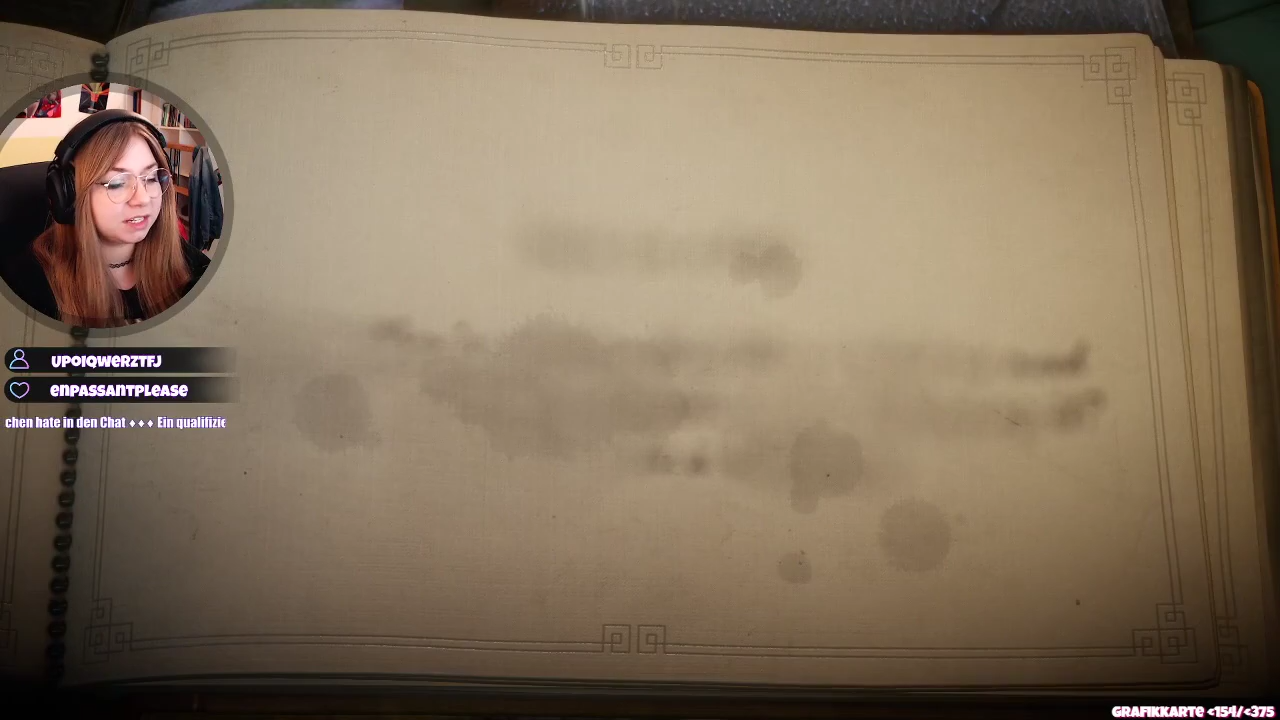 UPOIQWERZTFJ
ENPASSANTPLEASE
chen hate in den Chat ♦ ♦ ♦ Ein qualifizie
GRAFIKKARTE <154/<375